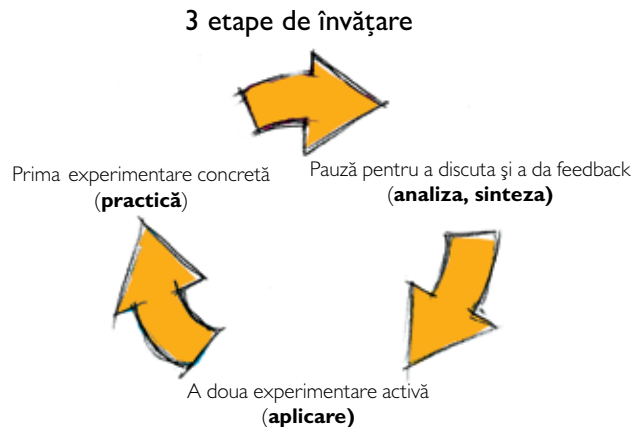 3 etape de învățare
Prima experimentare concretă
(practică)
Pauză pentru a discuta şi a da feedback
(analiza, sinteza)
A doua experimentare activă
(aplicare)